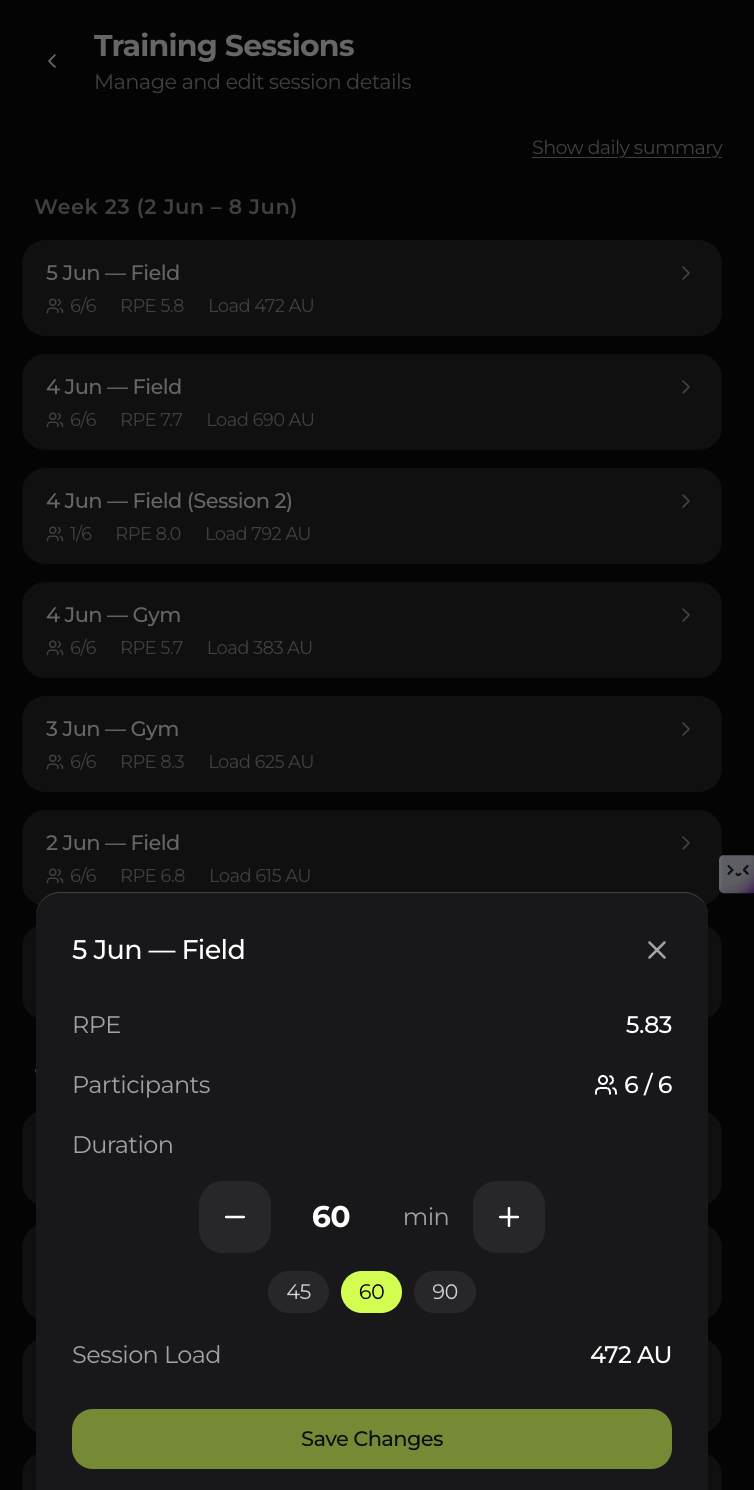 Training Sessions
Manage and edit session details
Show daily summary
Week 23 (2 Jun – 8 Jun)
5 Jun — Field
6/6 RPE 5.8 Load 472 AU
4 Jun — Field
6/6 RPE 7.7 Load 690 AU
4 Jun — Field (Session 2)
1/6 RPE 8.0 Load 792 AU
4 Jun — Gym
6/6 RPE 5.7 Load 383 AU
3 Jun — Gym
6/6 RPE 8.3 Load 625 AU
2 Jun — Field
6/6 RPE 6.8 Load 615 AU
5 Jun — Field
RPE 5.83
Participants 6 / 6
Duration
60 min
45 60 90
Session Load 472 AU
Save Changes